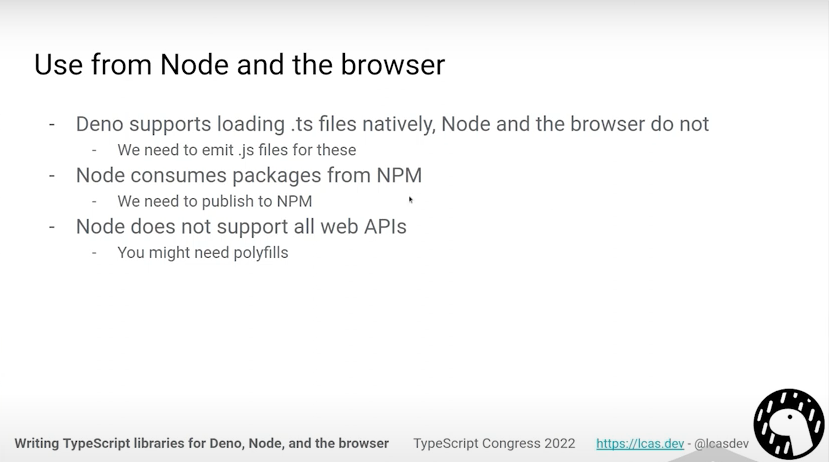 Use from Node and the browser
- Deno supports loading .ts files natively, Node and the browser do not
- We need to emit .js files for these
- Node consumes packages from NPM
- We need to publish to NPM
- Node does not support all web APIs
- You might need polyfills
Writing TypeScript libraries for Deno, Node, and the browser TypeScript Congress 2022 https://lcas.dev - @lcasdev